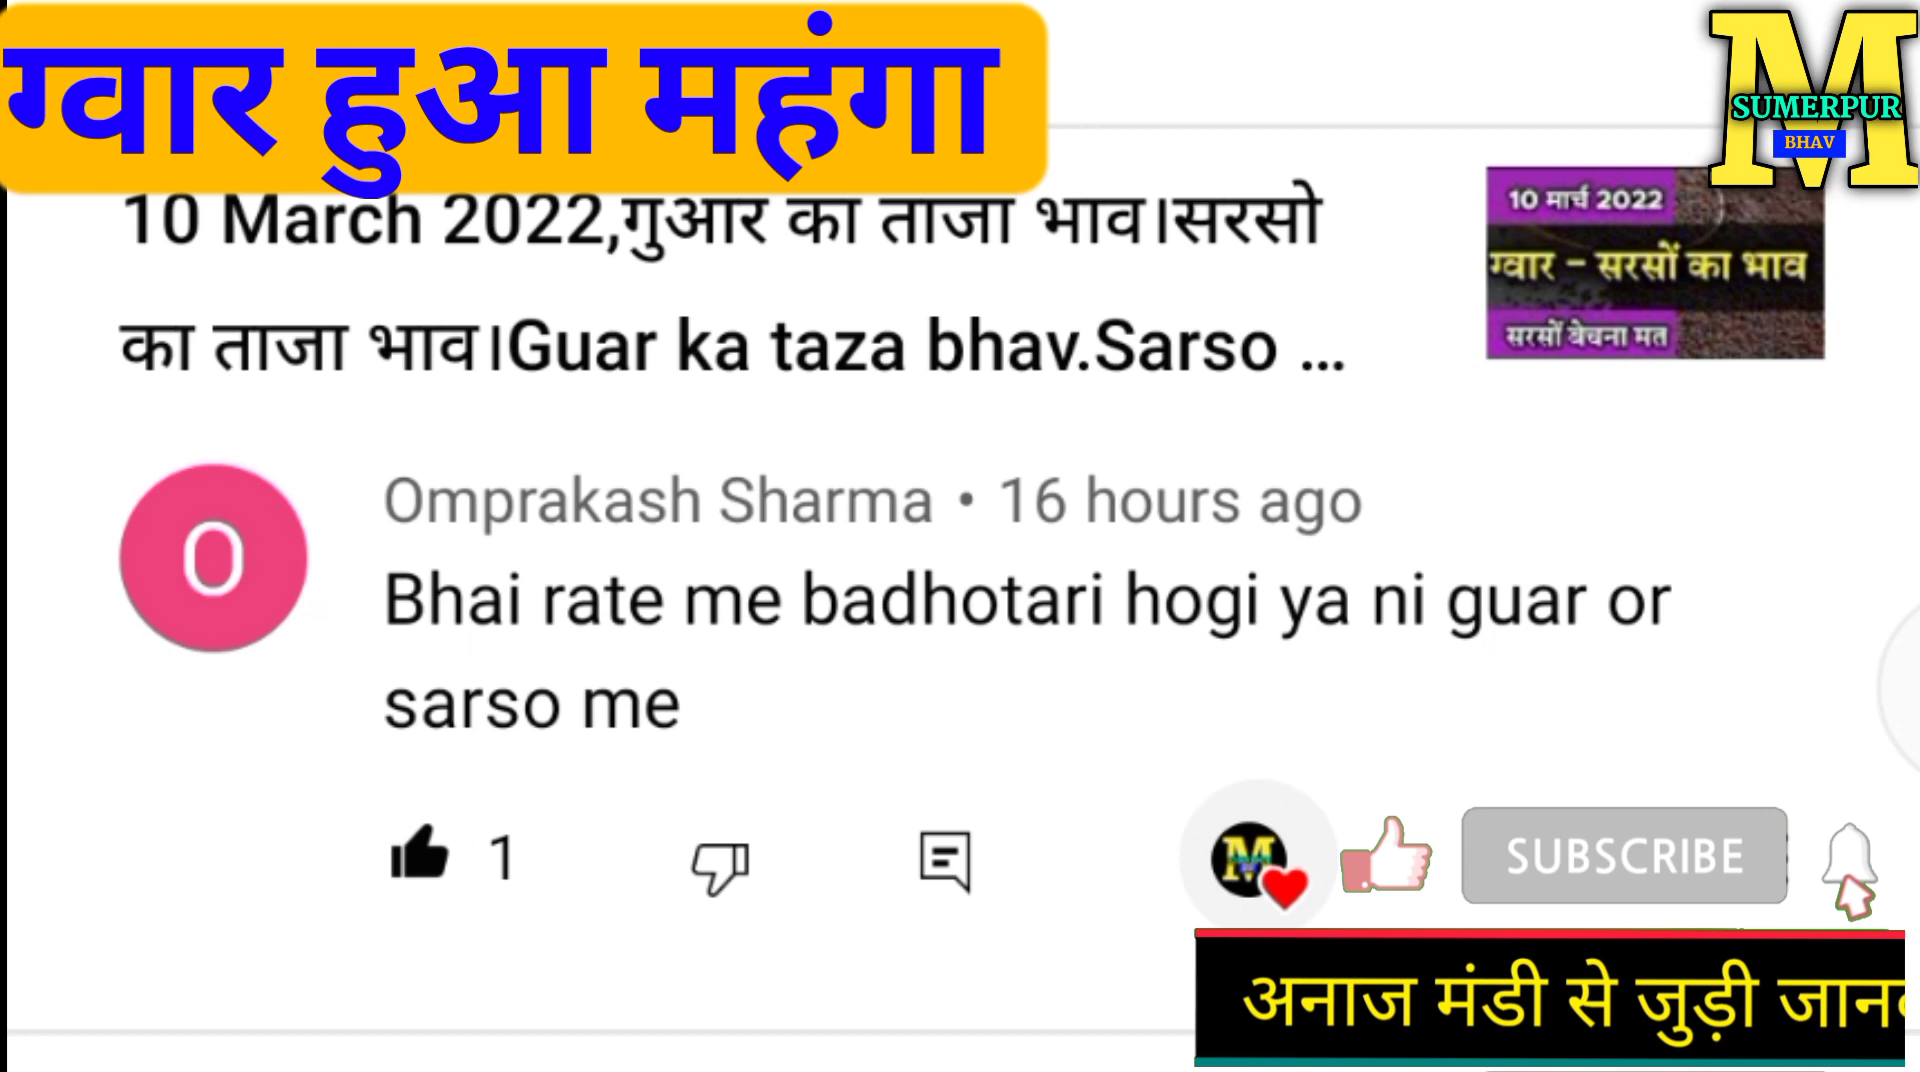 ग्वार हुआ महंगा
M
SUMERPUR
BHAV
10 March 2022,गुआर का ताजा भाव।सरसो
का ताजा भाव।Guar ka taza bhav.Sarso ...
10 मार्च 2022
ग्वार - सरसों का भाव
सरसों बेचना मत
O
Omprakash Sharma • 16 hours ago
Bhai rate me badhotari hogi ya ni guar or
sarso me
1
M
SUBSCRIBE
अनाज मंडी से जुड़ी